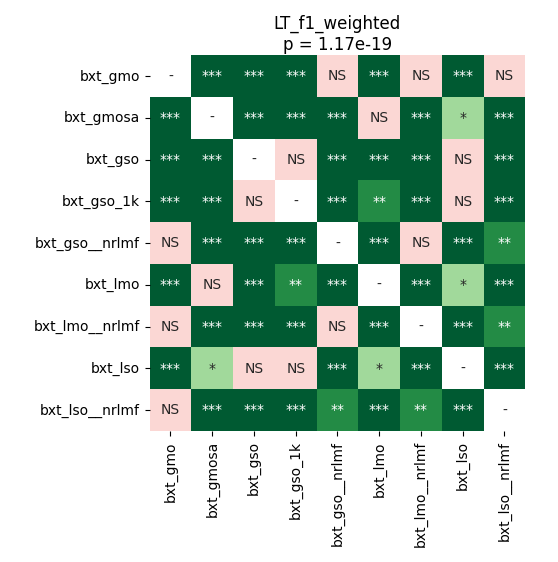 LT_f1_weighted
p = 1.17e-19
bxt_gmo - *** *** *** NS *** NS *** NS
bxt_gmosa *** - *** *** *** NS *** * ***
bxt_gso *** *** - NS *** *** *** NS ***
bxt_gso_1k *** *** NS - *** ** *** NS ***
bxt_gso__nrlmf NS *** *** *** - *** NS *** **
bxt_lmo *** NS *** ** *** - *** * ***
bxt_lmo__nrlmf NS *** *** *** NS *** - *** **
bxt_lso *** * NS NS *** * *** - ***
bxt_lso__nrlmf NS *** *** *** ** *** ** *** -
bxt_gmo
bxt_gmosa
bxt_gso
bxt_gso_1k
bxt_gso__nrlmf
bxt_lmo
bxt_lmo__nrlmf
bxt_lso
bxt_lso__nrlmf